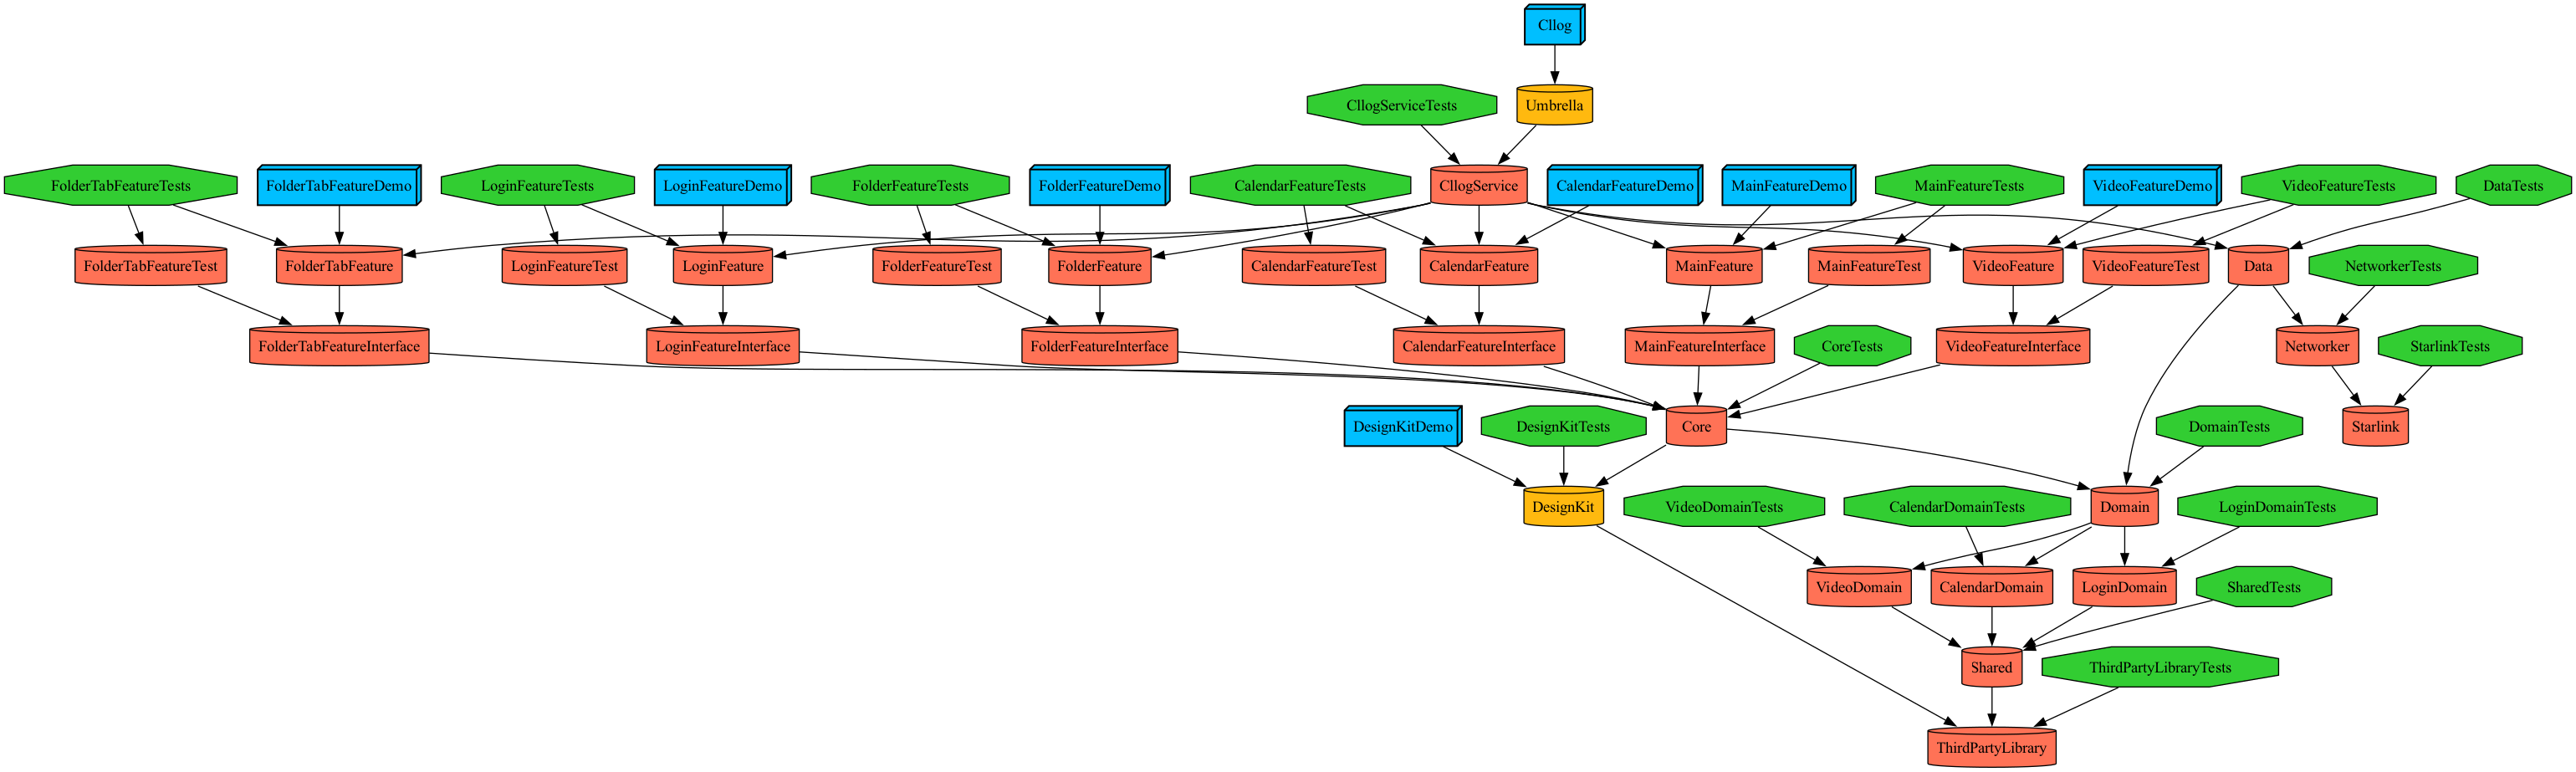 Cllog
CllogServiceTests
Umbrella
FolderTabFeatureTests
FolderTabFeatureDemo
LoginFeatureTests
LoginFeatureDemo
FolderFeatureTests
FolderFeatureDemo
CalendarFeatureTests
CllogService
CalendarFeatureDemo
MainFeatureDemo
MainFeatureTests
VideoFeatureDemo
VideoFeatureTests
DataTests
FolderTabFeatureTest
FolderTabFeature
LoginFeatureTest
LoginFeature
FolderFeatureTest
FolderFeature
CalendarFeatureTest
CalendarFeature
MainFeature
MainFeatureTest
VideoFeature
VideoFeatureTest
Data
NetworkerTests
FolderTabFeatureInterface
LoginFeatureInterface
FolderFeatureInterface
CalendarFeatureInterface
MainFeatureInterface
CoreTests
VideoFeatureInterface
Networker
StarlinkTests
DesignKitDemo
DesignKitTests
Core
DomainTests
Starlink
DesignKit
VideoDomainTests
CalendarDomainTests
Domain
LoginDomainTests
VideoDomain
CalendarDomain
LoginDomain
SharedTests
Shared
ThirdPartyLibraryTests
ThirdPartyLibrary